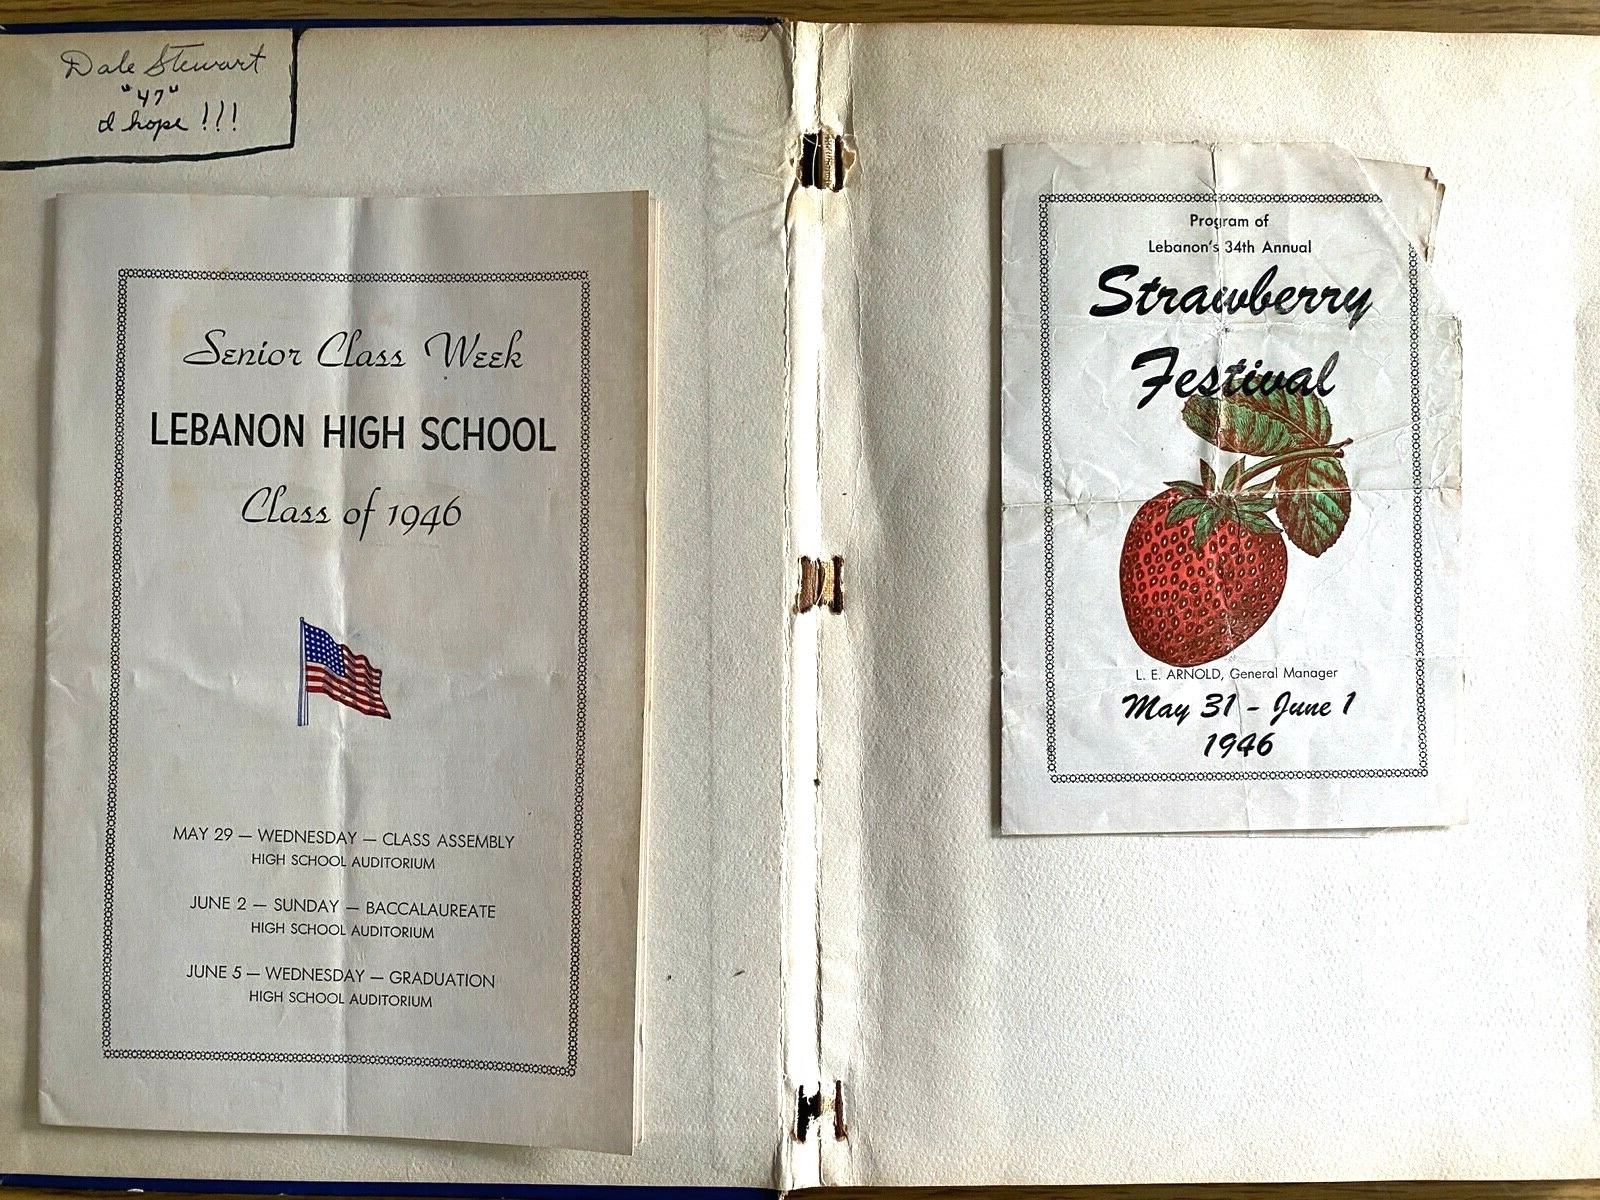 Dale Stewart
"47"
I hope !!!
Senior Class Week
LEBANON HIGH SCHOOL
Class of 1946
MAY 29 — WEDNESDAY — CLASS ASSEMBLY
HIGH SCHOOL AUDITORIUM
JUNE 2 — SUNDAY — BACCALAUREATE
HIGH SCHOOL AUDITORIUM
JUNE 5 — WEDNESDAY — GRADUATION
HIGH SCHOOL AUDITORIUM
Program of
Lebanon's 34th Annual
Strawberry
Festival
L. E. ARNOLD, General Manager
May 31 - June 1
1946